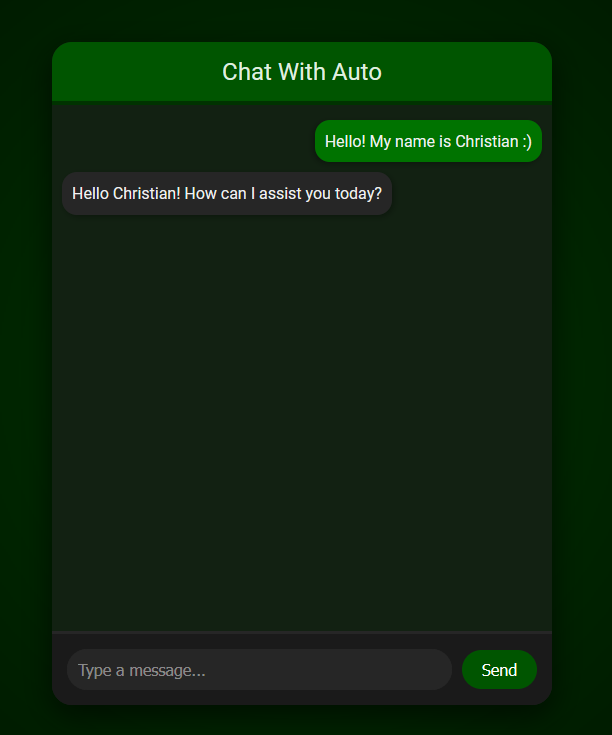 Chat With Auto
Hello! My name is Christian :)
Hello Christian! How can I assist you today?
Type a message...
Send